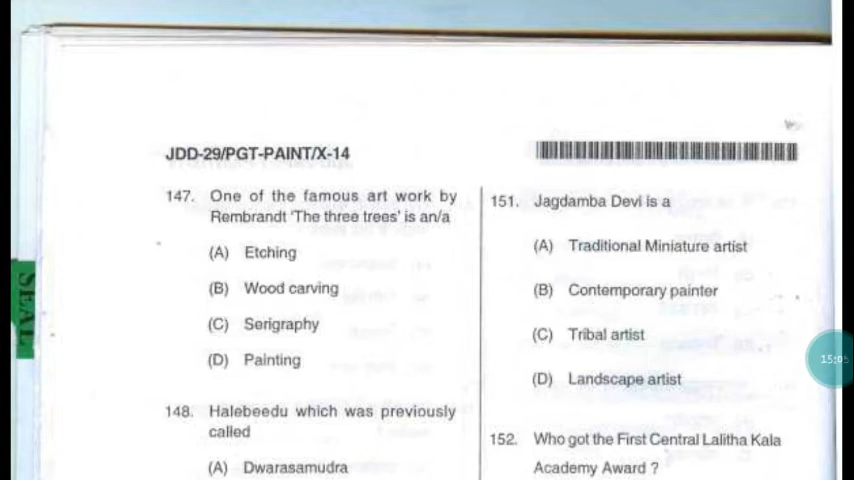 JDD-29/PGT-PAINT/X-14
147. One of the famous art work by
Rembrandt 'The three trees' is an/a
(A) Etching
(B) Wood carving
(C) Serigraphy
(D) Painting
148. Halebeedu which was previously
called
(A) Dwarasamudra
151. Jagdamba Devi is a
(A) Traditional Miniature artist
(B) Contemporary painter
(C) Tribal artist
(D) Landscape artist
152. Who got the First Central Lalitha Kala
Academy Award ?
SEAL